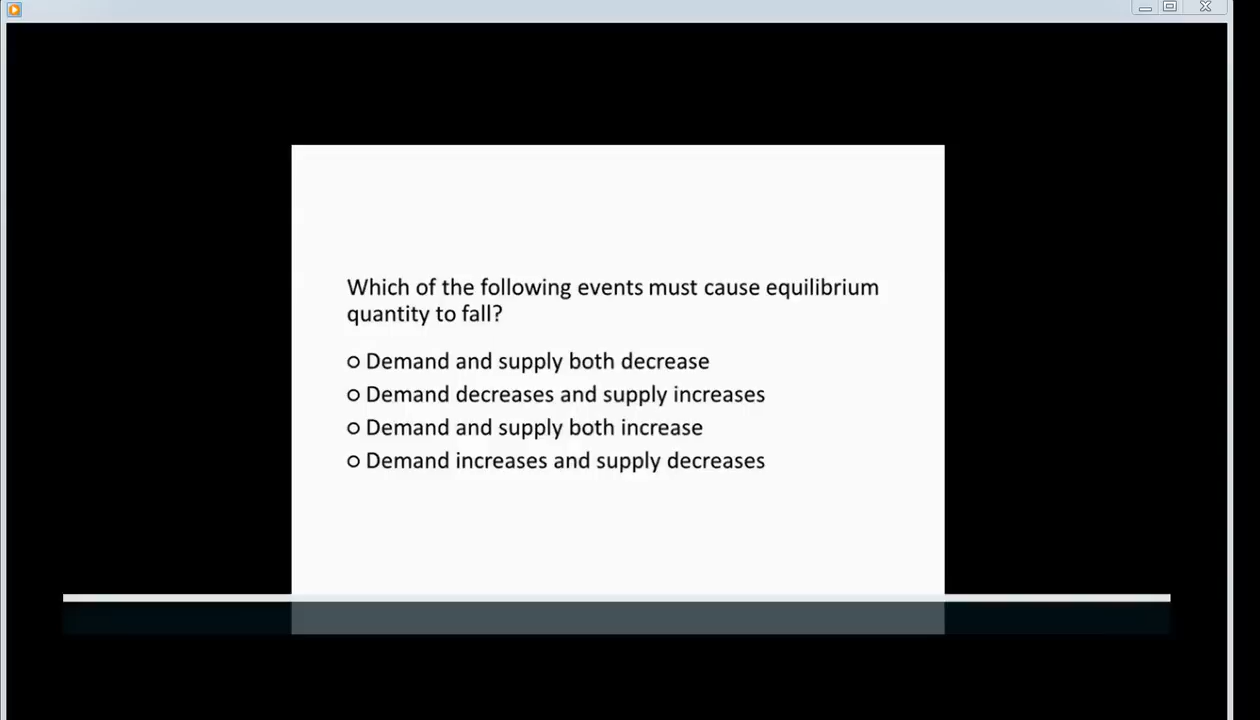 Which of the following events must cause equilibrium
quantity to fall?
Demand and supply both decrease
Demand decreases and supply increases
Demand and supply both increase
Demand increases and supply decreases